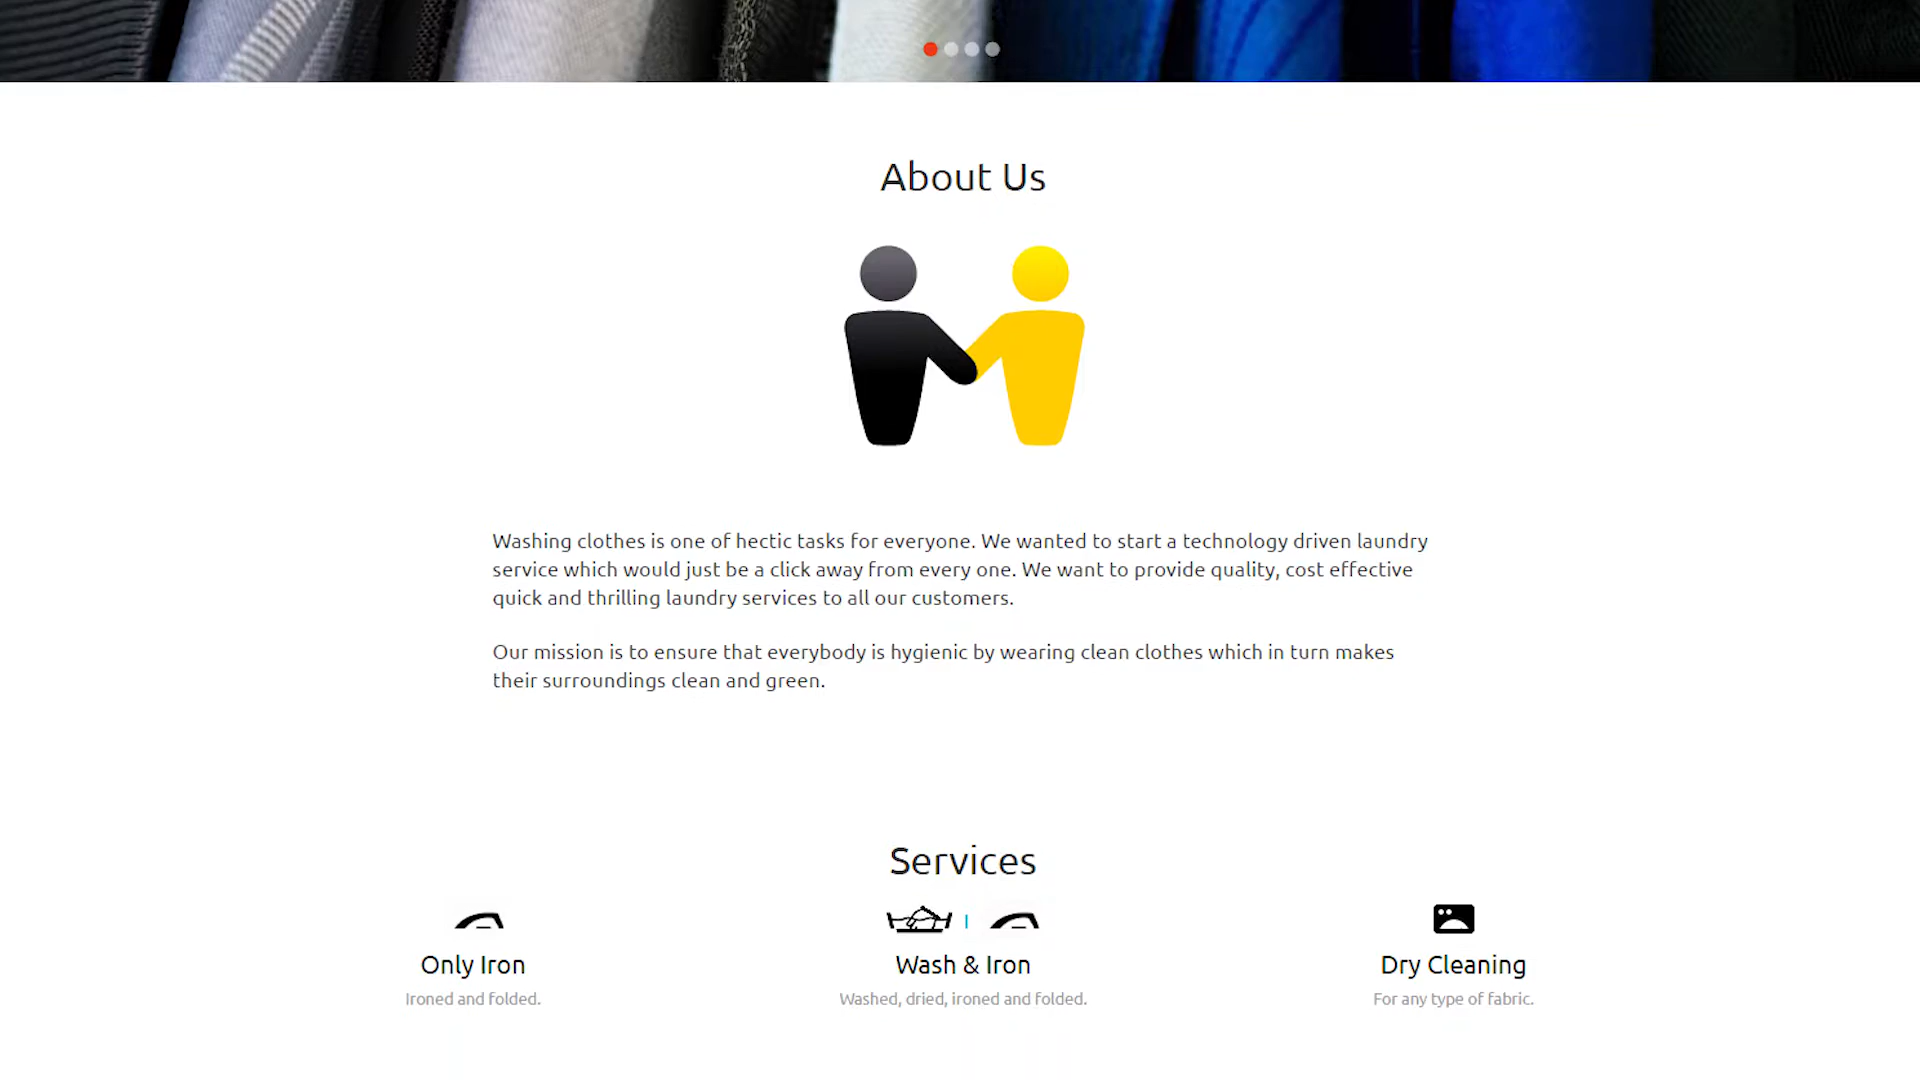 About Us
Washing clothes is one of hectic tasks for everyone. We wanted to start a technology driven laundry
service which would just be a click away from every one. We want to provide quality, cost effective
quick and thrilling laundry services to all our customers.
Our mission is to ensure that everybody is hygienic by wearing clean clothes which in turn makes
their surroundings clean and green.
Services
Only Iron
Ironed and folded.
Wash & Iron
Washed, dried, ironed and folded.
Dry Cleaning
For any type of fabric.